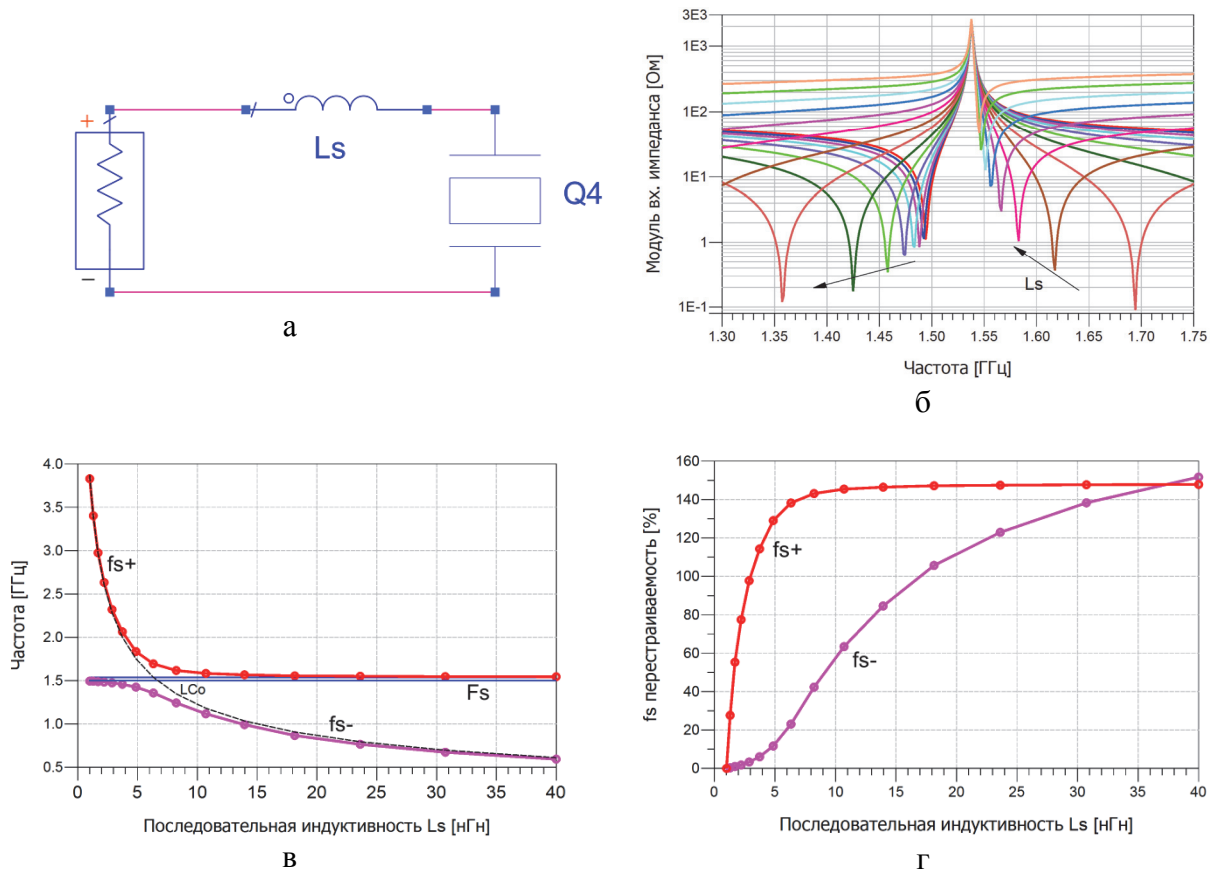 +
−
Ls
Q4
а
Модуль вх. импеданса [Ом]
3E3
1E3
1E2
1E1
1
1E-1
Ls
1.30 1.35 1.40 1.45 1.50 1.55 1.60 1.65 1.70 1.75
Частота [ГГц]
б
Частота [ГГц]
4.0
3.5
3.0
2.5
2.0
1.5
1.0
0.5
fs+
LCo
Fs
fs-
0 5 10 15 20 25 30 35 40
Последовательная индуктивность Ls [нГн]
в
fs перестраиваемость [%]
160
140
120
100
80
60
40
20
0
fs+
fs-
0 5 10 15 20 25 30 35 40
Последовательная индуктивность Ls [нГн]
г